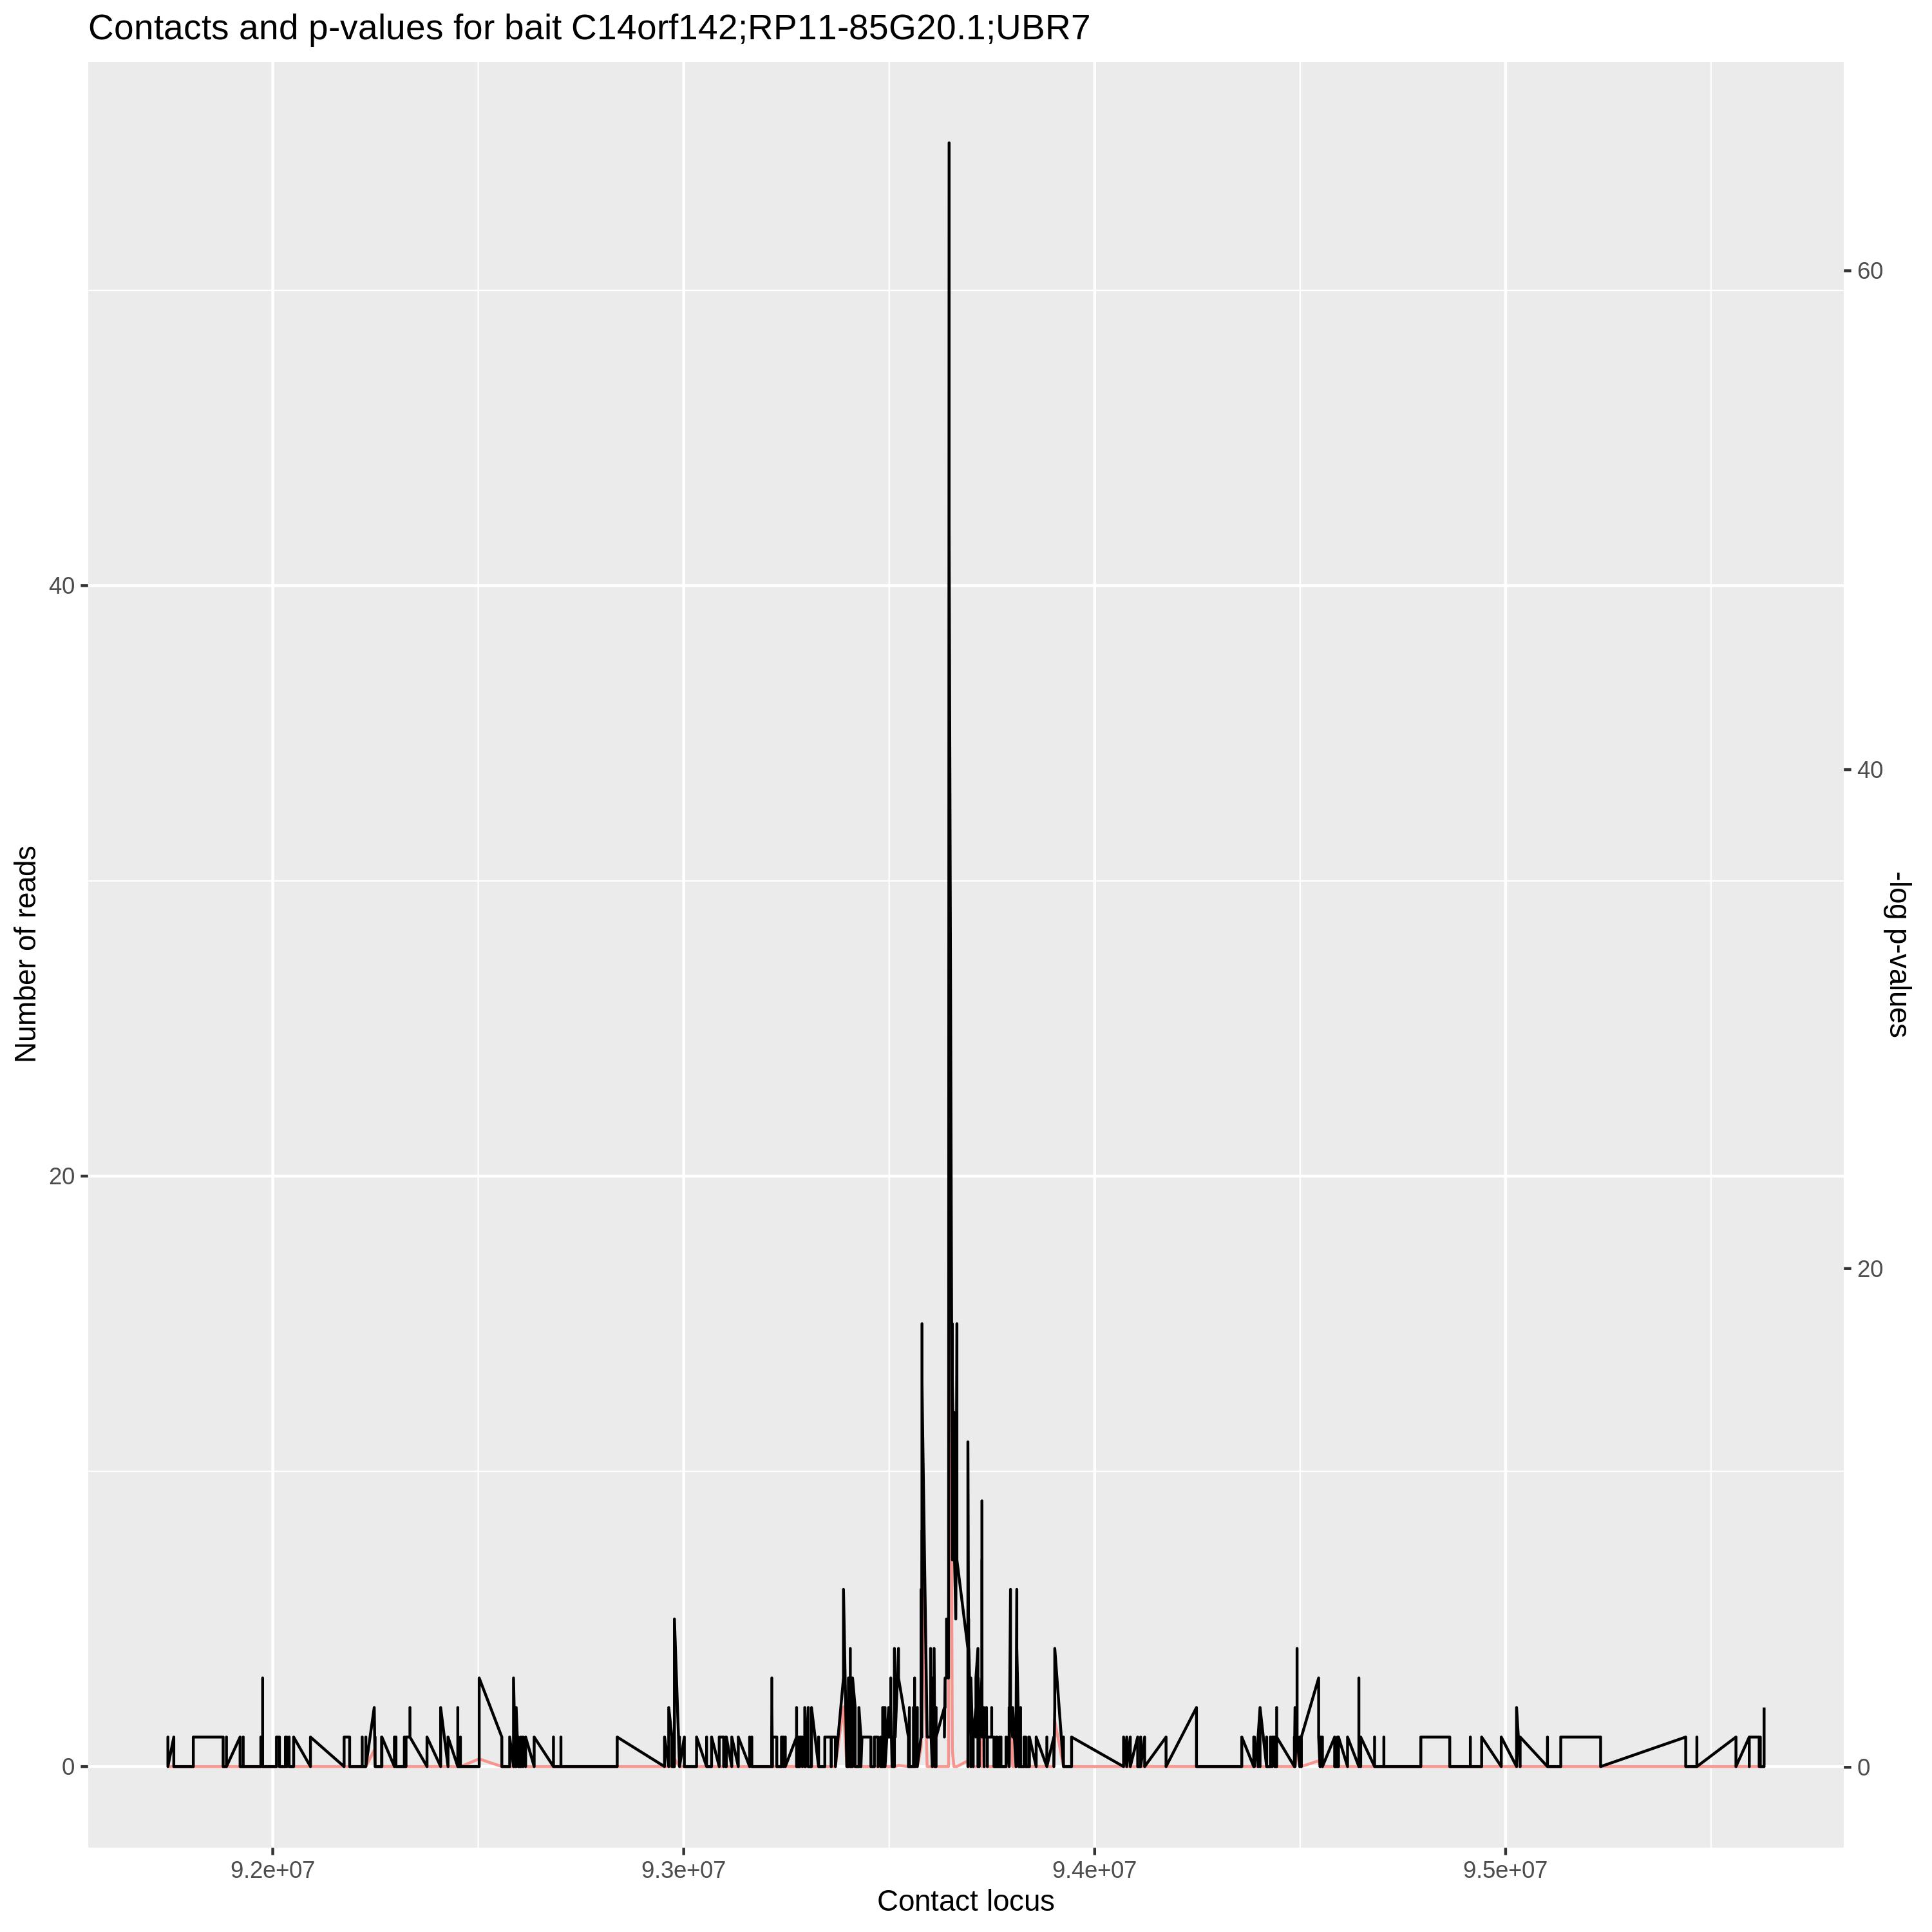 Contacts and p-values for bait C14orf142;RP11-85G20.1;UBR7
60
40
40
20
20
0
0
Number of reads
-log p-values
9.2e+07
9.3e+07
9.4e+07
9.5e+07
Contact locus